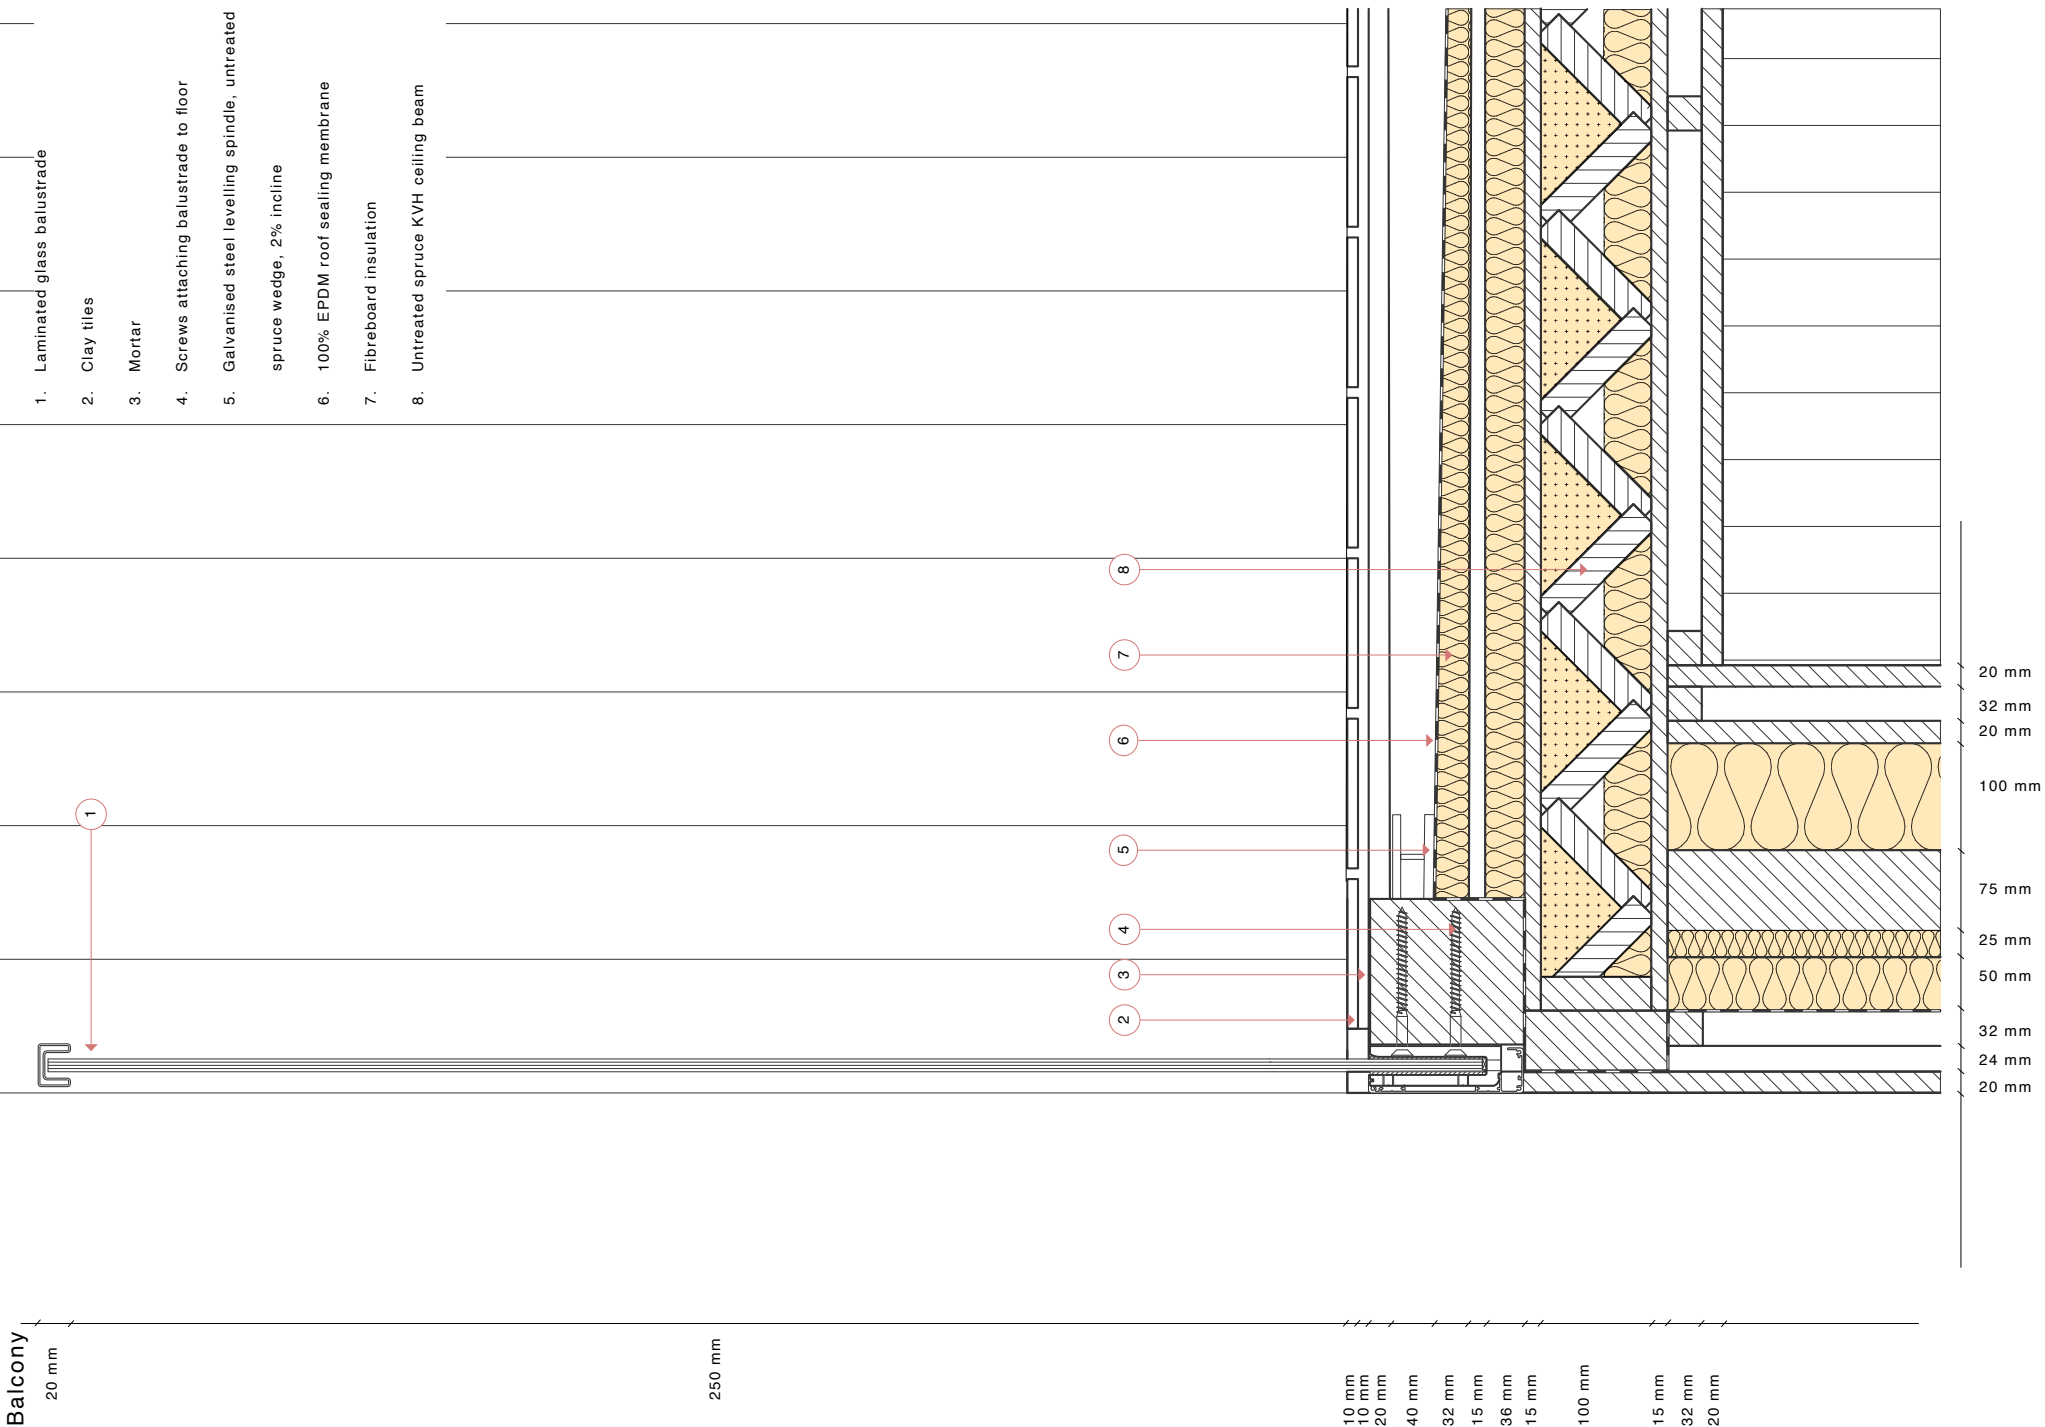 Balcony
1. Laminated glass balustrade
2. Clay tiles
3. Mortar
4. Screws attaching balustrade to floor
5. Galvanised steel levelling spindle, untreated
spruce wedge, 2% incline
6. 100% EPDM roof sealing membrane
7. Fibreboard insulation
8. Untreated spruce KVH ceiling beam
1
2
3
4
5
6
7
8
20 mm
250 mm
10 mm
10 mm
20 mm
40 mm
32 mm
15 mm
36 mm
15 mm
100 mm
15 mm
32 mm
20 mm
20 mm
32 mm
20 mm
100 mm
75 mm
25 mm
50 mm
32 mm
24 mm
20 mm